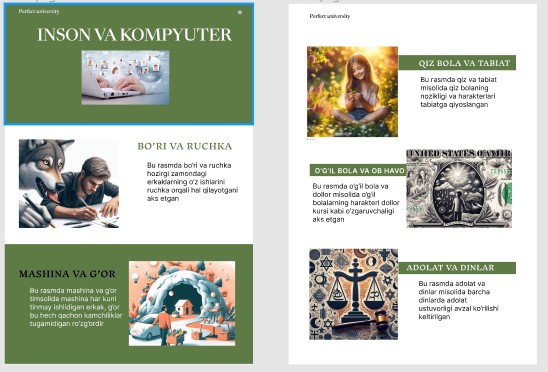 Perfect university
INSON VA KOMPYUTER
BO'RI VA RUCHKA
Bu rasmda bo'ri va ruchka
hozirgi zamondagi
erkaklarning o'z ishlarini
ruchka orqali hal qilayotgani
aks etgan
MASHINA VA G'OR
Bu rasmda mashina va g'or
timsolida mashina har kuni
tinmay ishlidigan erkak, g'or
bu hech qachon kamchiliklar
tugamidigan ro'zg'ordir
Perfect university
QIZ BOLA VA TABIAT
Bu rasmda qiz va tabiat
misolida qiz bolaning
nozikligi va harakterlari
tabiatga qiyoslangan
O'G'IL BOLA VA OB HAVO
Bu rasmda o'g'il bola va
dollor misolida o'g'il
bolalarning harakteri dollor
kursi kabi o'zgaruvchaligi
aks etgan
UNITED STATES
ADOLAT VA DINLAR
Bu rasmda adolat va
dinlar misolida barcha
dinlarda adolat
ustuvorligi avzal ko'rilishi
keltirilgan